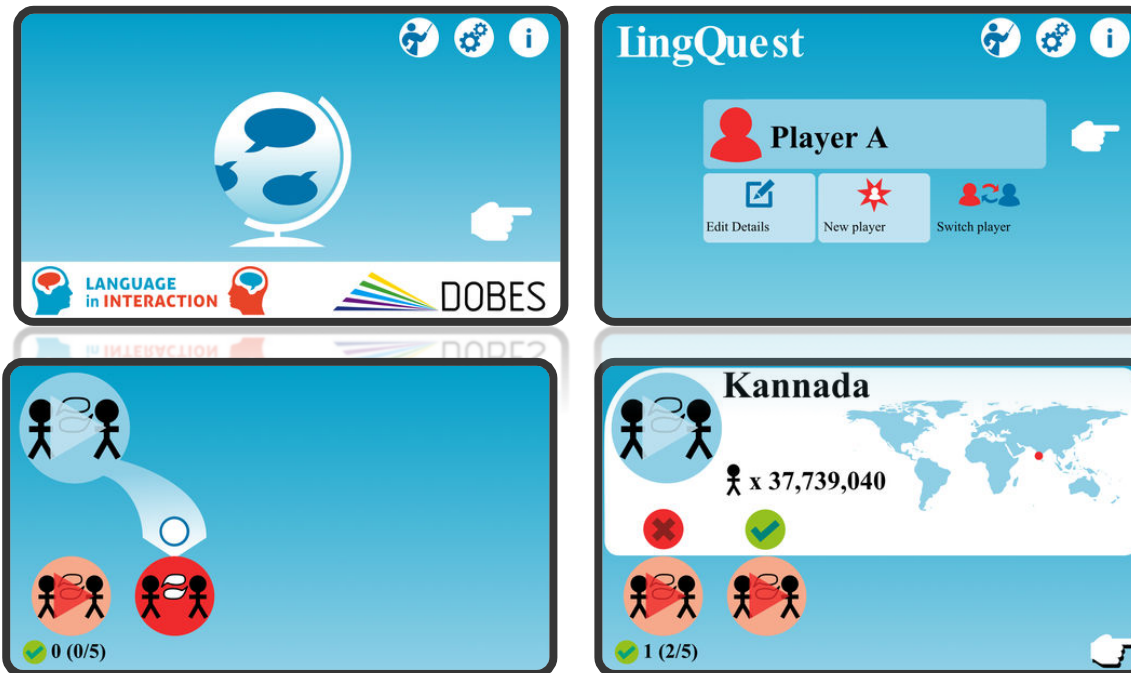 LANGUAGE
in INTERACTION
DOBES
LingQuest
Player A
Edit Details
New player
Switch player
0 (0/5)
Kannada
x 37,739,040
1 (2/5)